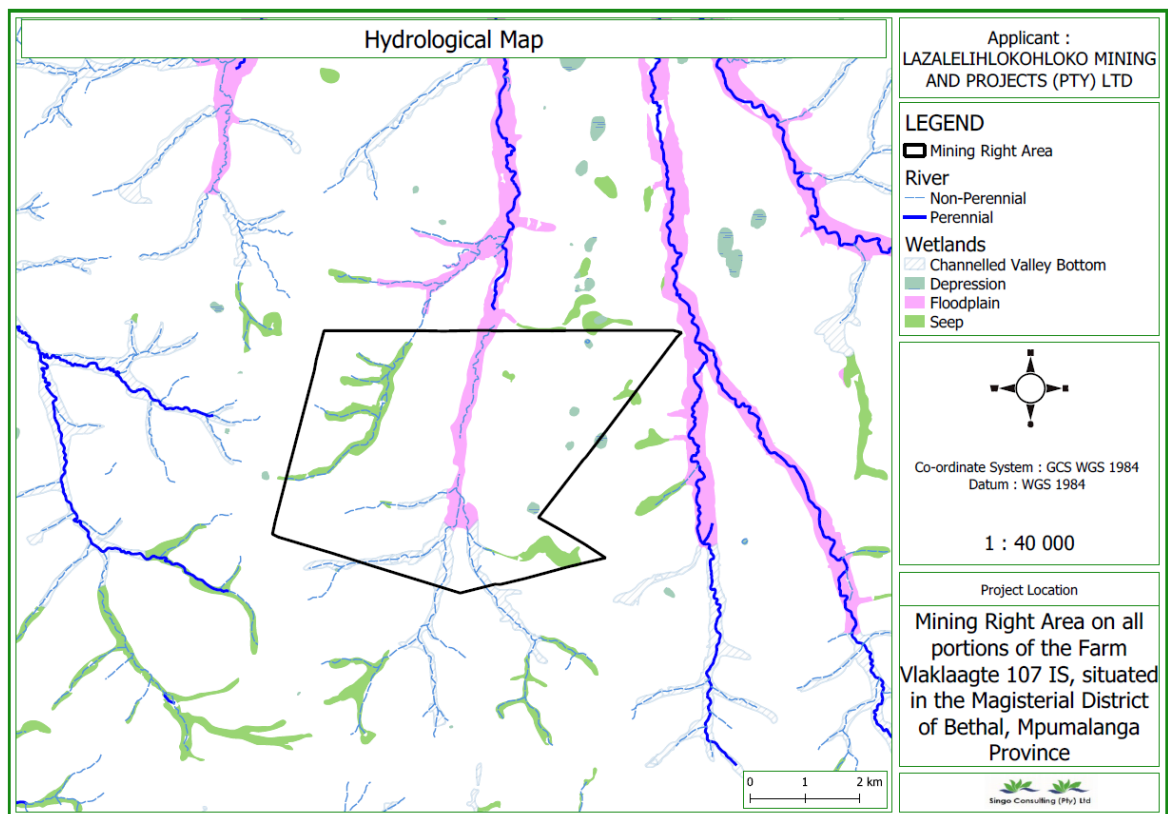 Hydrological Map
Applicant :
LAZALELIHLOKOHLOKO MINING
AND PROJECTS (PTY) LTD
LEGEND
Mining Right Area
River
Non-Perennial
Perennial
Wetlands
Channelled Valley Bottom
Depression
Floodplain
Seep
Co-ordinate System : GCS WGS 1984
Datum : WGS 1984
1 : 40 000
Project Location
Mining Right Area on all
portions of the Farm
Vlaklaagte 107 IS, situated
in the Magisterial District
of Bethal, Mpumalanga
Province
0 1 2 km
Singo Consulting (Pty) Ltd